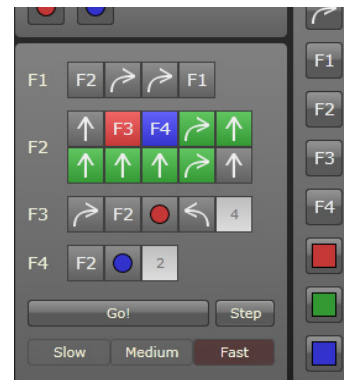 F1 F2 F1
F1
F2 F3 F4
F2
F3
F3 F2 4
F4
F4 F2 2
Go! Step
Slow Medium Fast